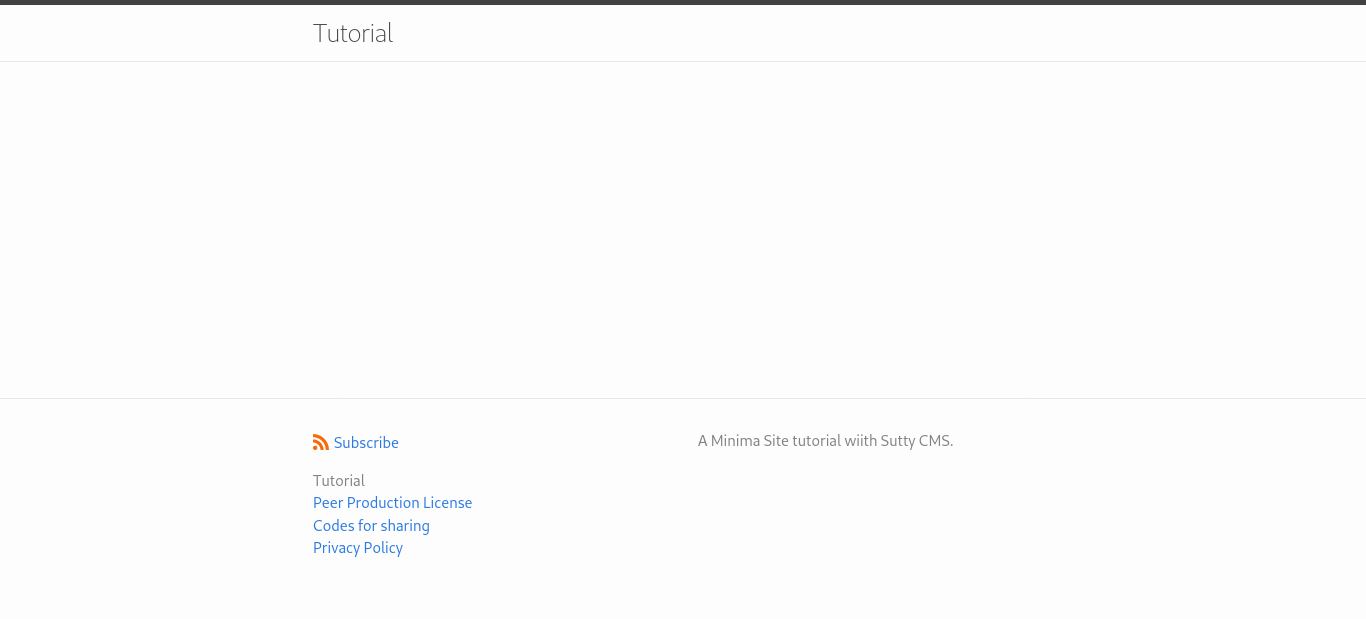 Tutorial
Subscribe
Tutorial
Peer Production License
Codes for sharing
Privacy Policy
A Minima Site tutorial wiith Sutty CMS.